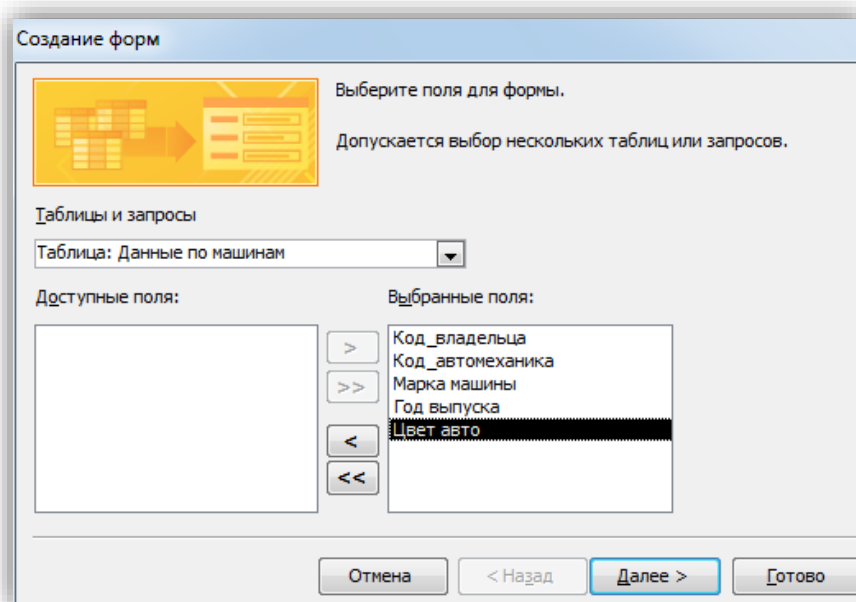 Создание форм
Выберите поля для формы.
Допускается выбор нескольких таблиц или запросов.
Таблицы и запросы
Таблица: Данные по машинам
Доступные поля:
Выбранные поля:
Код_владельца
Код_автомеханика
Марка машины
Год выпуска
Цвет авто
>
>>
<
<<
Отмена
< Назад
Далее >
Готово